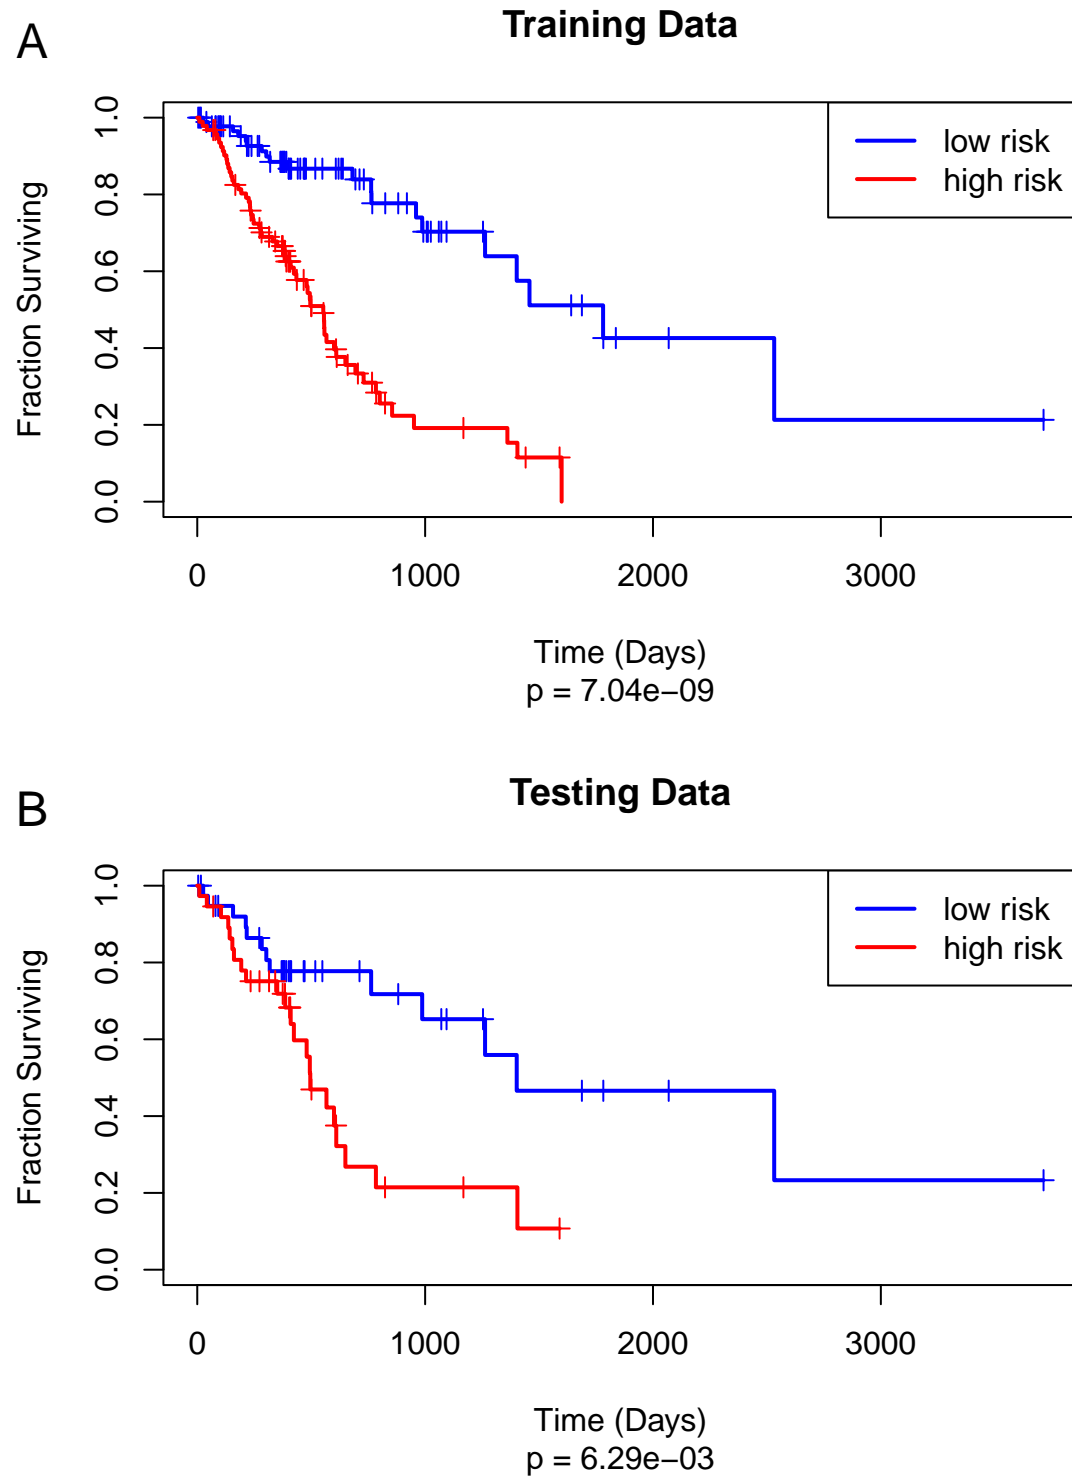 A
Training Data
1.0
0.8
0.6
0.4
0.2
0.0
Fraction Surviving
low risk
high risk
0 1000 2000 3000
Time (Days)
p = 7.04e−09
B
Testing Data
1.0
0.8
0.6
0.4
0.2
0.0
Fraction Surviving
low risk
high risk
0 1000 2000 3000
Time (Days)
p = 6.29e−03